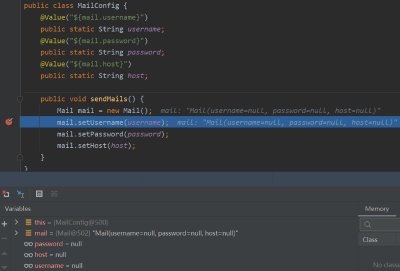 public class MailConfig {
@Value("${mail.username}")
public static String username;
@Value("${mail.password}")
public static String password;
@Value("${mail.host}")
public static String host;
public void sendMails() {
Mail mail = new Mail(); mail: "Mail(username=null, password=null, host=null)"
mail.setUsername(username); mail: "Mail(username=null, password=null, host=null)"
mail.setPassword(password);
mail.setHost(host);
}
}
Variables
Memory
this = {MailConfig@500}
mail = {Mail@502} "Mail(username=null, password=null, host=null)"
password = null
Class
host = null
username = null
No class